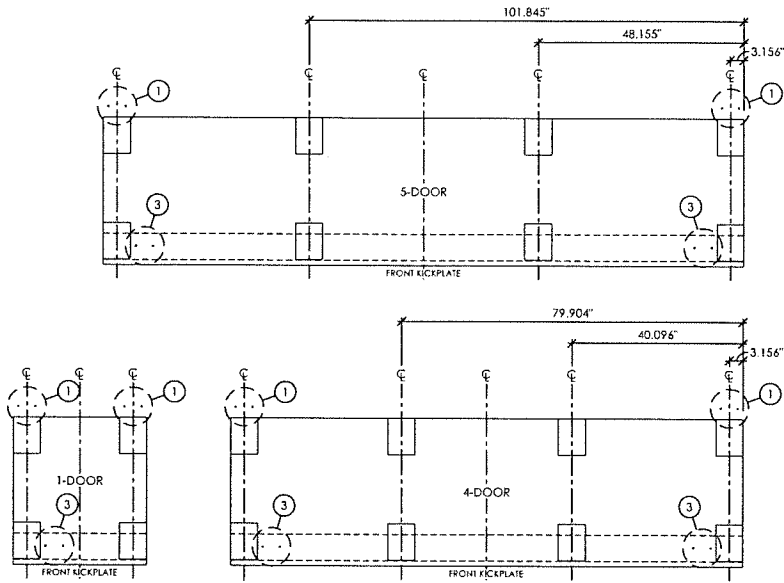 101.845"
48.155"
3.156"
℄ ℄ ℄ ℄ ℄
1 1
5-DOOR
3 3
FRONT KICKPLATE
79.904"
40.096"
3.156"
℄ ℄ ℄ ℄ ℄ ℄ ℄ ℄
1 1 1 1
1-DOOR 4-DOOR
3 3 3
FRONT KICKPLATE FRONT KICKPLATE